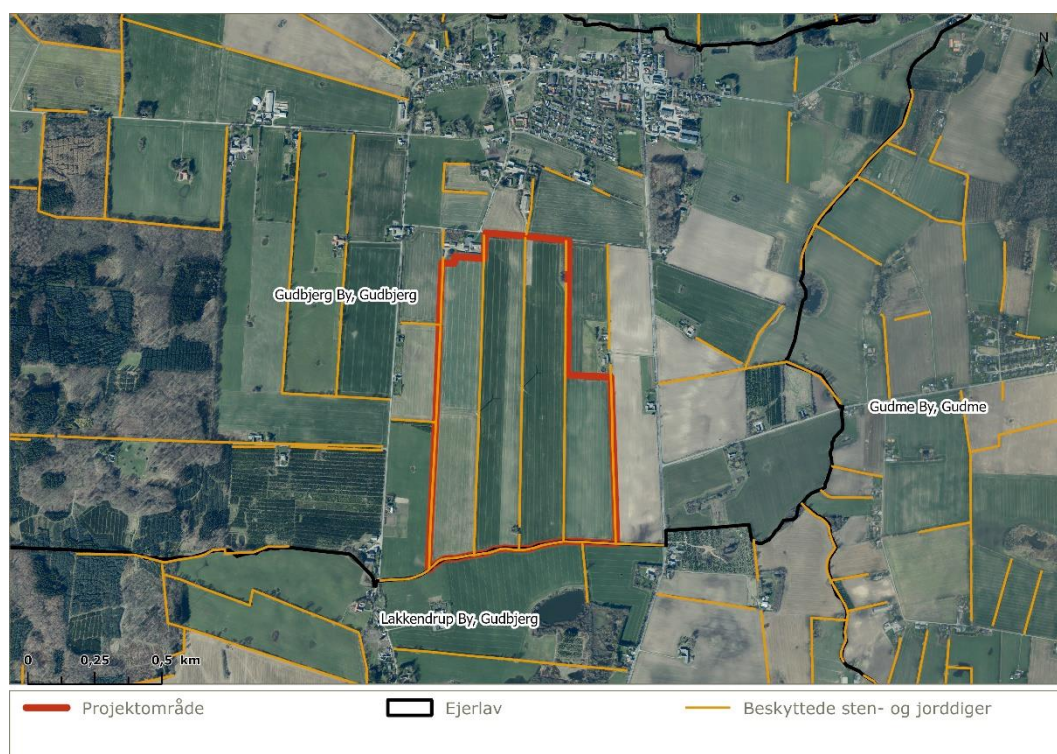 N
Gudbjerg By, Gudbjerg
Gudme By, Gudme
Lakkendrup By, Gudbjerg
0 0,25 0,5 km
Projektområde Ejerlav Beskyttede sten- og jorddiger